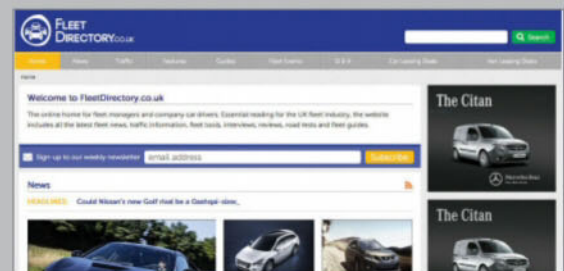 FLEET
DIRECTORY.CO.UK
Search
Home News Traffic Features Guides Fleet Events Q & A Car Leasing Deals Van Leasing Deals
Home
Welcome to FleetDirectory.co.uk
The online home for fleet managers and company car drivers. Essential reading for the UK fleet industry, the website
includes all the latest fleet news, traffic information, fleet tools, interviews, reviews, road tests and fleet guides.
Sign-up to our weekly newsletter email address Subscribe
News
HEADLINES Could Nissan's new Golf rival be a
The Citan
Mercedes-Benz
The Citan